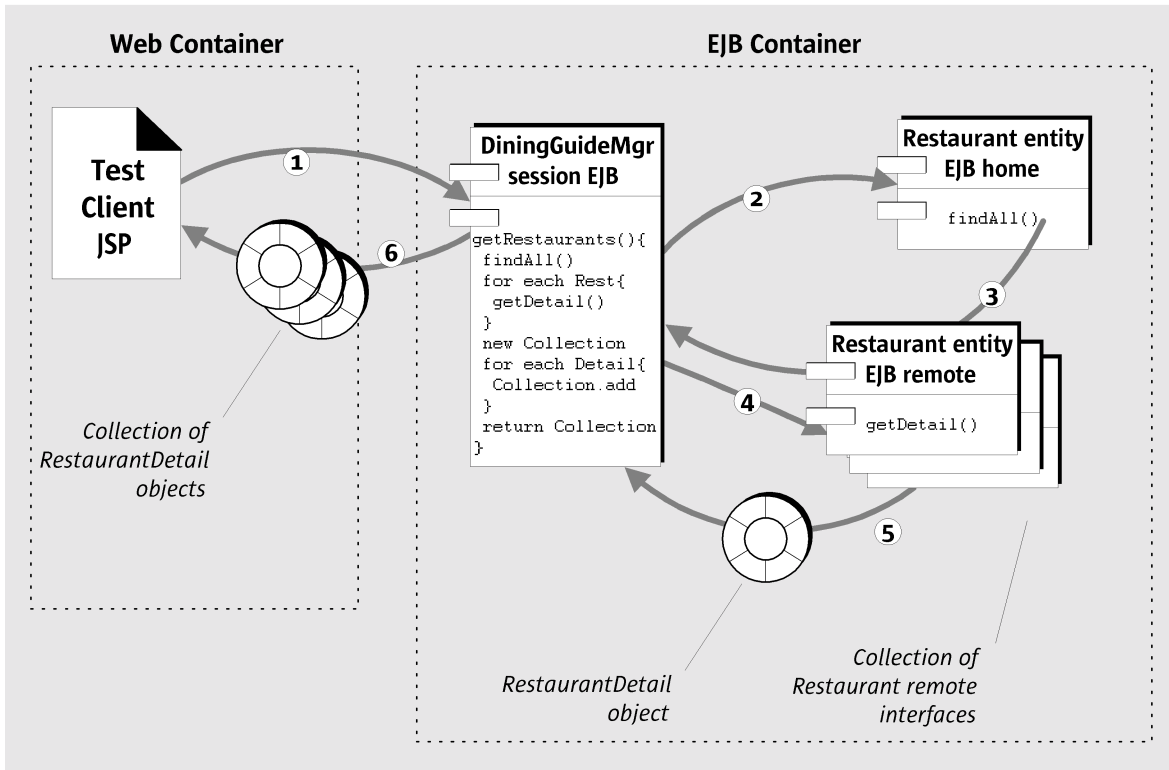 Web Container
EJB Container
Test
Client
JSP
1
6
Collection of
RestaurantDetail
objects
DiningGuideMgr
session EJB
getRestaurants(){
findAll()
for each Rest{
getDetail()
}
new Collection
for each Detail{
Collection.add
}
return Collection
}
2
Restaurant entity
EJB home
findAll()
3
Restaurant entity
EJB remote
getDetail()
4
5
RestaurantDetail
object
Collection of
Restaurant remote
interfaces